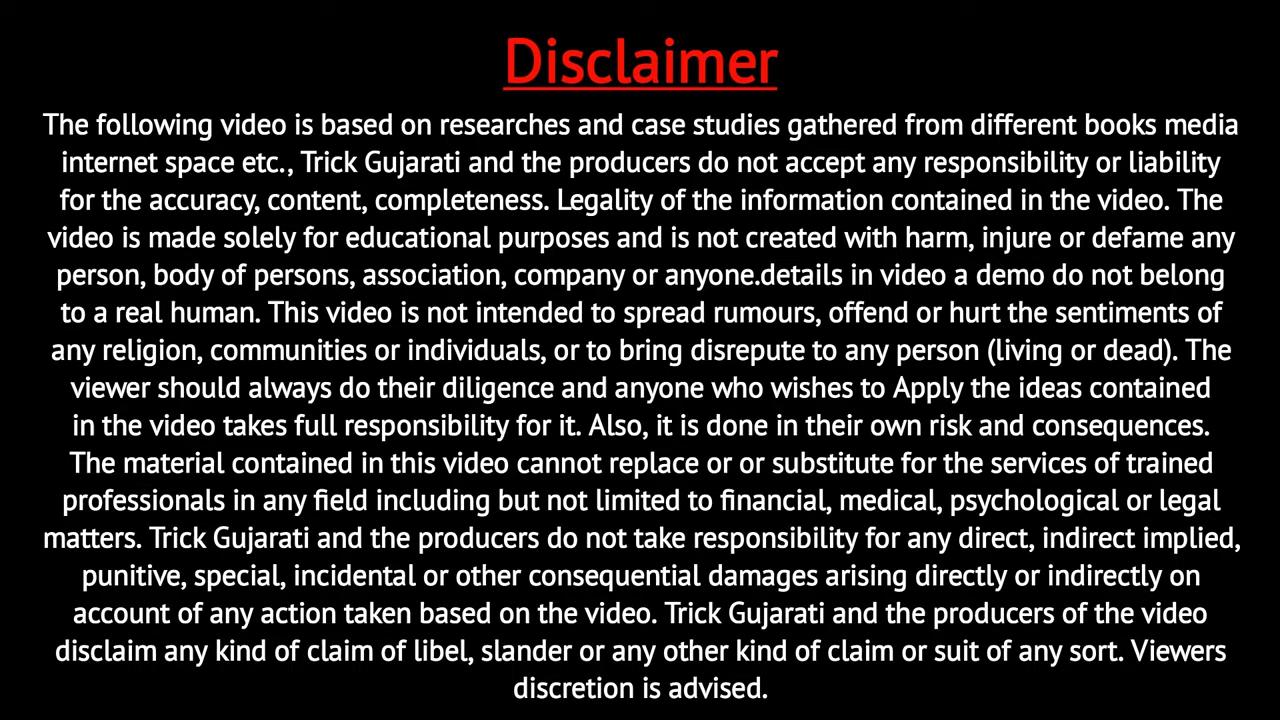 Disclaimer
The following video is based on researches and case studies gathered from different books media
internet space etc., Trick Gujarati and the producers do not accept any responsibility or liability
for the accuracy, content, completeness. Legality of the information contained in the video. The
video is made solely for educational purposes and is not created with harm, injure or defame any
person, body of persons, association, company or anyone.details in video a demo do not belong
to a real human. This video is not intended to spread rumours, offend or hurt the sentiments of
any religion, communities or individuals, or to bring disrepute to any person (living or dead). The
viewer should always do their diligence and anyone who wishes to Apply the ideas contained
in the video takes full responsibility for it. Also, it is done in their own risk and consequences.
The material contained in this video cannot replace or or substitute for the services of trained
professionals in any field including but not limited to financial, medical, psychological or legal
matters. Trick Gujarati and the producers do not take responsibility for any direct, indirect implied,
punitive, special, incidental or other consequential damages arising directly or indirectly on
account of any action taken based on the video. Trick Gujarati and the producers of the video
disclaim any kind of claim of libel, slander or any other kind of claim or suit of any sort. Viewers
discretion is advised.